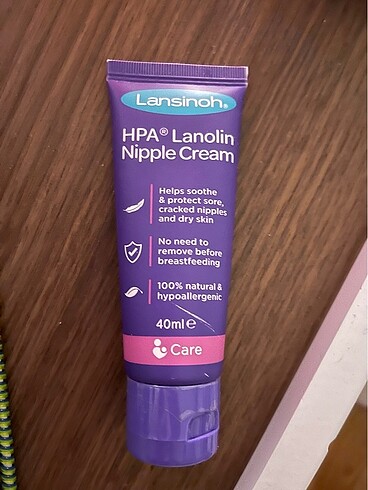 Lansinoh®
HPA® Lanolin
Nipple Cream
Helps soothe
& protect sore,
cracked nipples
and dry skin
No need to
remove before
breastfeeding
100% natural &
hypoallergenic
40ml e
Care